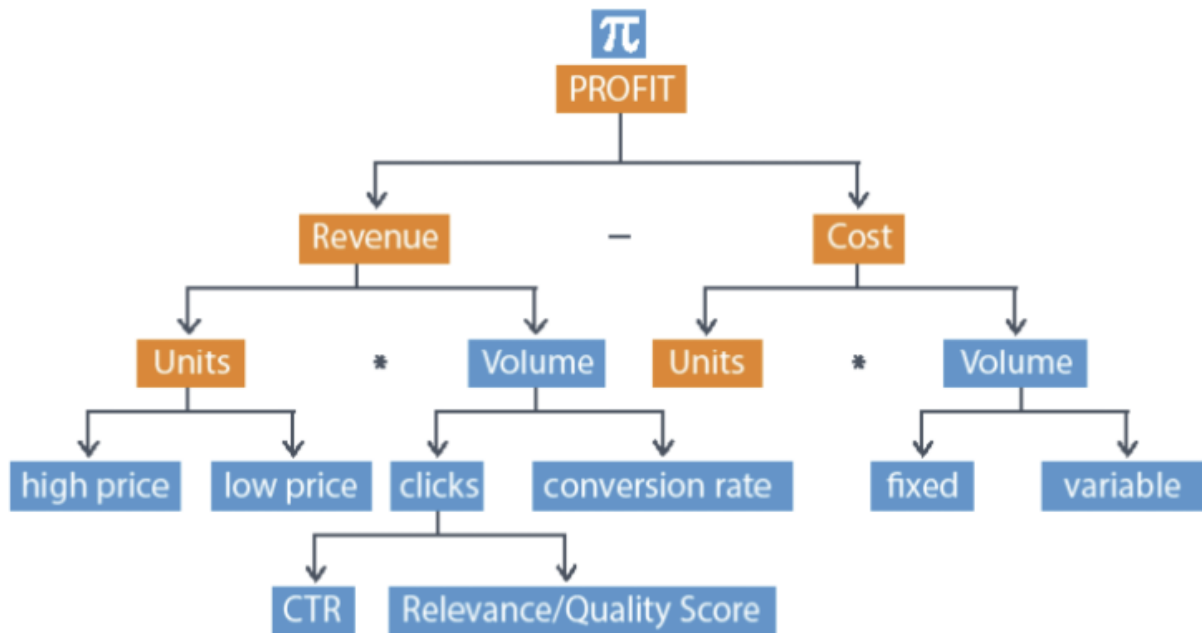 π
PROFIT
Revenue – Cost
Units * Volume Units * Volume
high price low price clicks conversion rate fixed variable
CTR Relevance/Quality Score